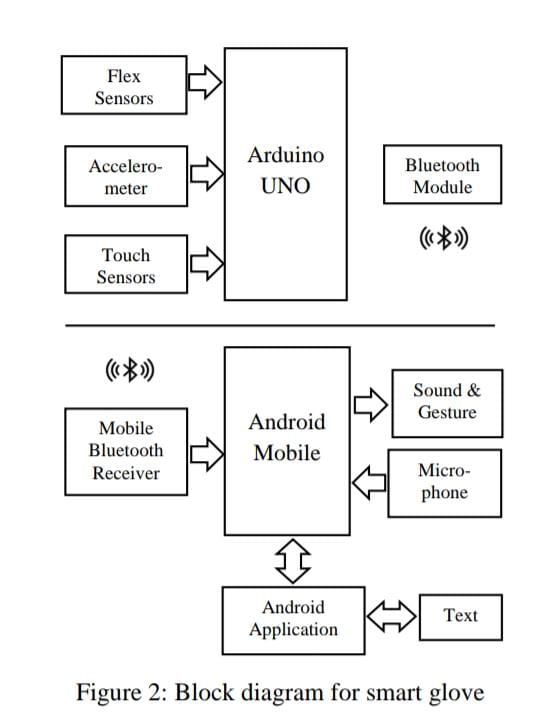 Flex
Sensors
Accelero-
meter
Touch
Sensors
Arduino
UNO
Bluetooth
Module
Mobile
Bluetooth
Receiver
Android
Mobile
Sound &
Gesture
Micro-
phone
Android
Application
Text
Figure 2: Block diagram for smart glove